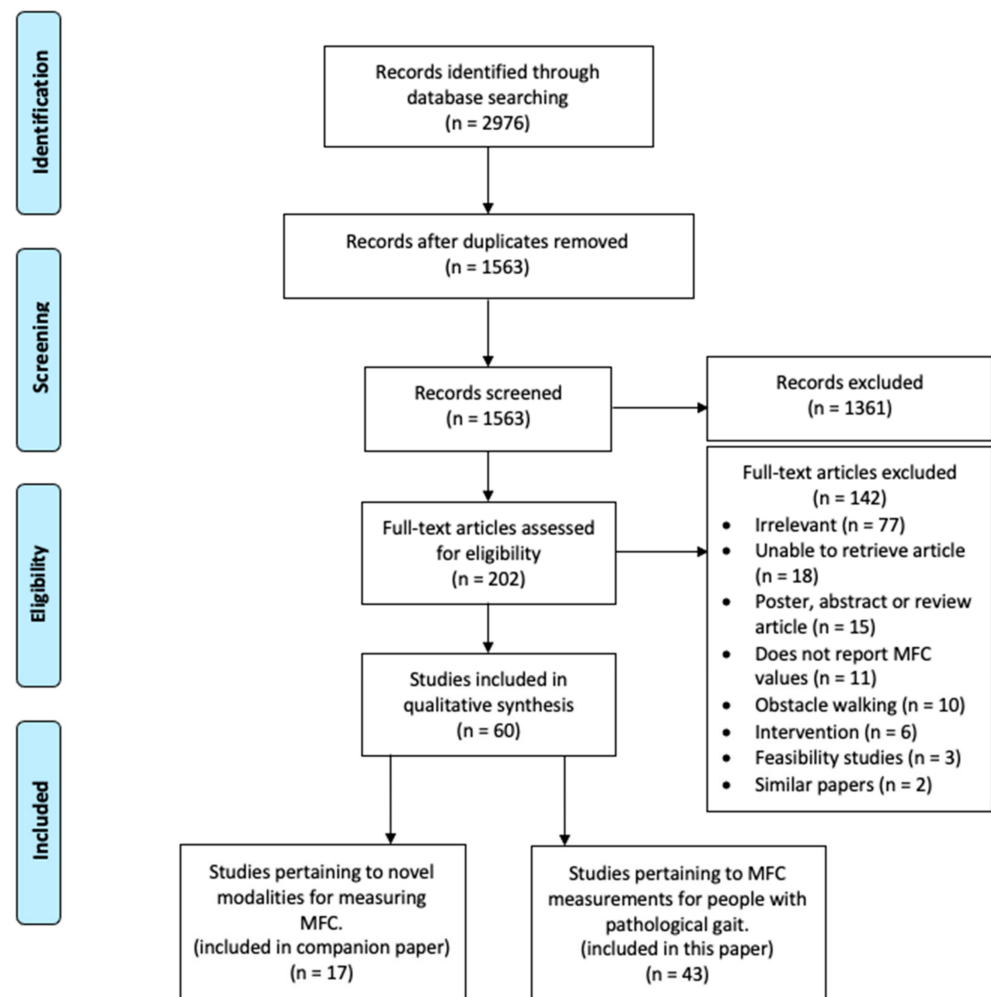 Identification
Records identified through
database searching
(n = 2976)
Records after duplicates removed
(n = 1563)
Screening
Records screened
(n = 1563)
Records excluded
(n = 1361)
Eligibility
Full-text articles assessed
for eligibility
(n = 202)
Full-text articles excluded
(n = 142)
• Irrelevant (n = 77)
• Unable to retrieve article
(n = 18)
• Poster, abstract or review
article (n = 15)
• Does not report MFC
values (n = 11)
• Obstacle walking (n = 10)
• Intervention (n = 6)
• Feasibility studies (n = 3)
• Similar papers (n = 2)
Studies included in
qualitative synthesis
(n = 60)
Included
Studies pertaining to novel
modalities for measuring
MFC.
(included in companion paper)
(n = 17)
Studies pertaining to MFC
measurements for people with
pathological gait.
(included in this paper)
(n = 43)